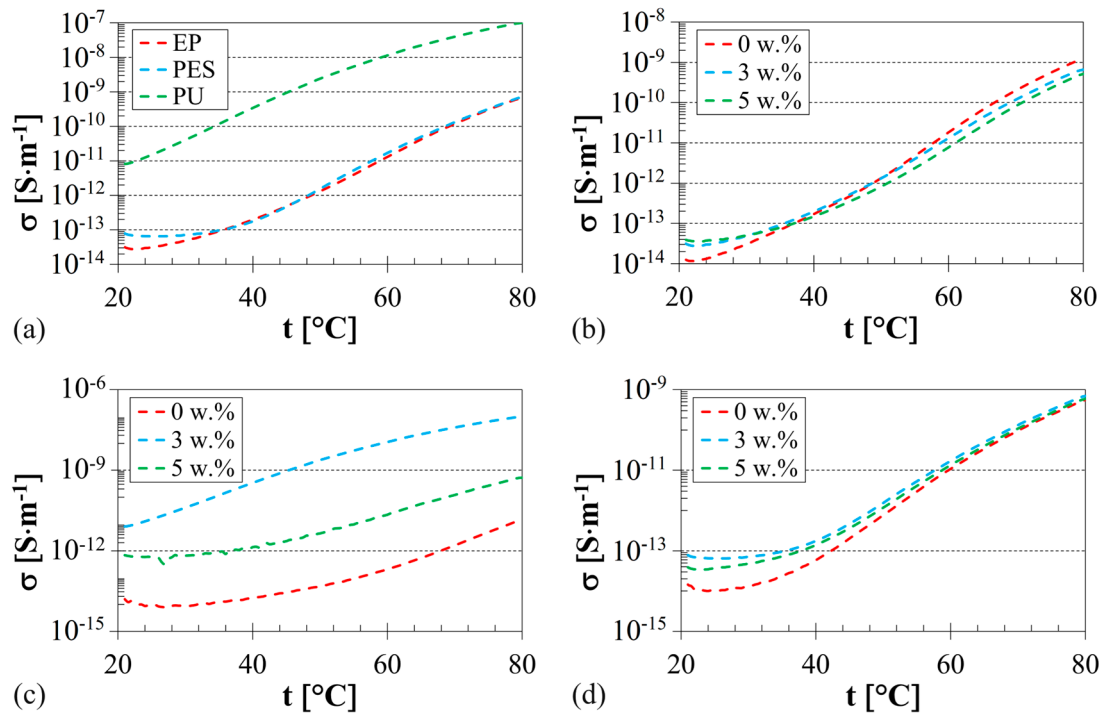 10⁻⁷
10⁻⁸
10⁻⁹
10⁻¹⁰
10⁻¹¹
10⁻¹²
10⁻¹³
10⁻¹⁴
σ [S·m⁻¹]
EP
PES
PU
20 40 60 80
t [°C]
(a)
10⁻⁸
10⁻⁹
10⁻¹⁰
10⁻¹¹
10⁻¹²
10⁻¹³
10⁻¹⁴
σ [S·m⁻¹]
0 w.%
3 w.%
5 w.%
20 40 60 80
t [°C]
(b)
10⁻⁶
10⁻⁹
10⁻¹²
10⁻¹⁵
σ [S·m⁻¹]
0 w.%
3 w.%
5 w.%
20 40 60 80
t [°C]
(c)
10⁻⁹
10⁻¹¹
10⁻¹³
10⁻¹⁵
σ [S·m⁻¹]
0 w.%
3 w.%
5 w.%
20 40 60 80
t [°C]
(d)